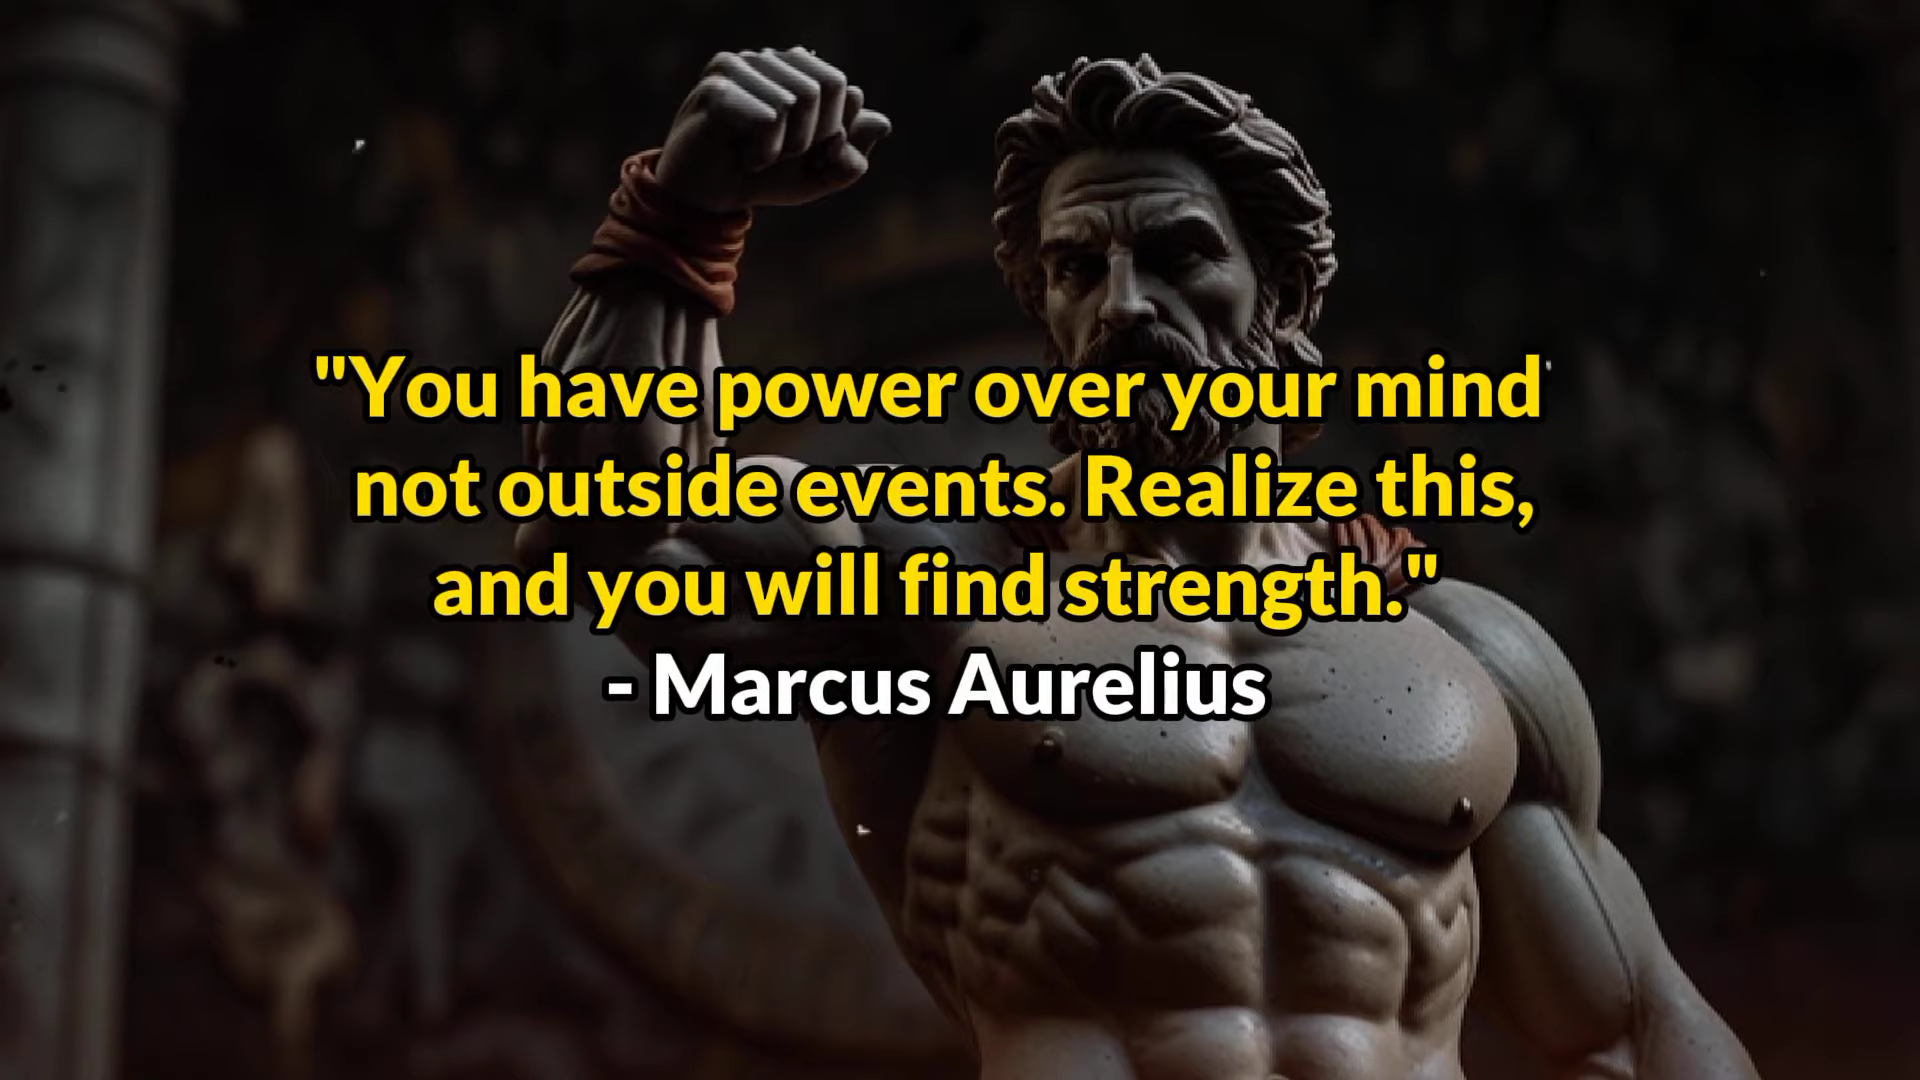 "You have power over your mind
not outside events. Realize this,
and you will find strength."
- Marcus Aurelius